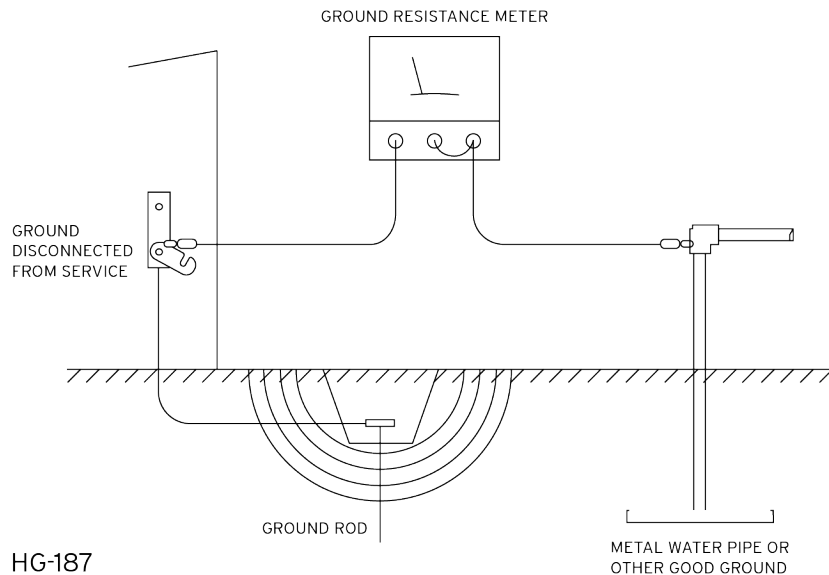 GROUND RESISTANCE METER
GROUND
DISCONNECTED
FROM SERVICE
GROUND ROD
METAL WATER PIPE OR
OTHER GOOD GROUND
HG-187